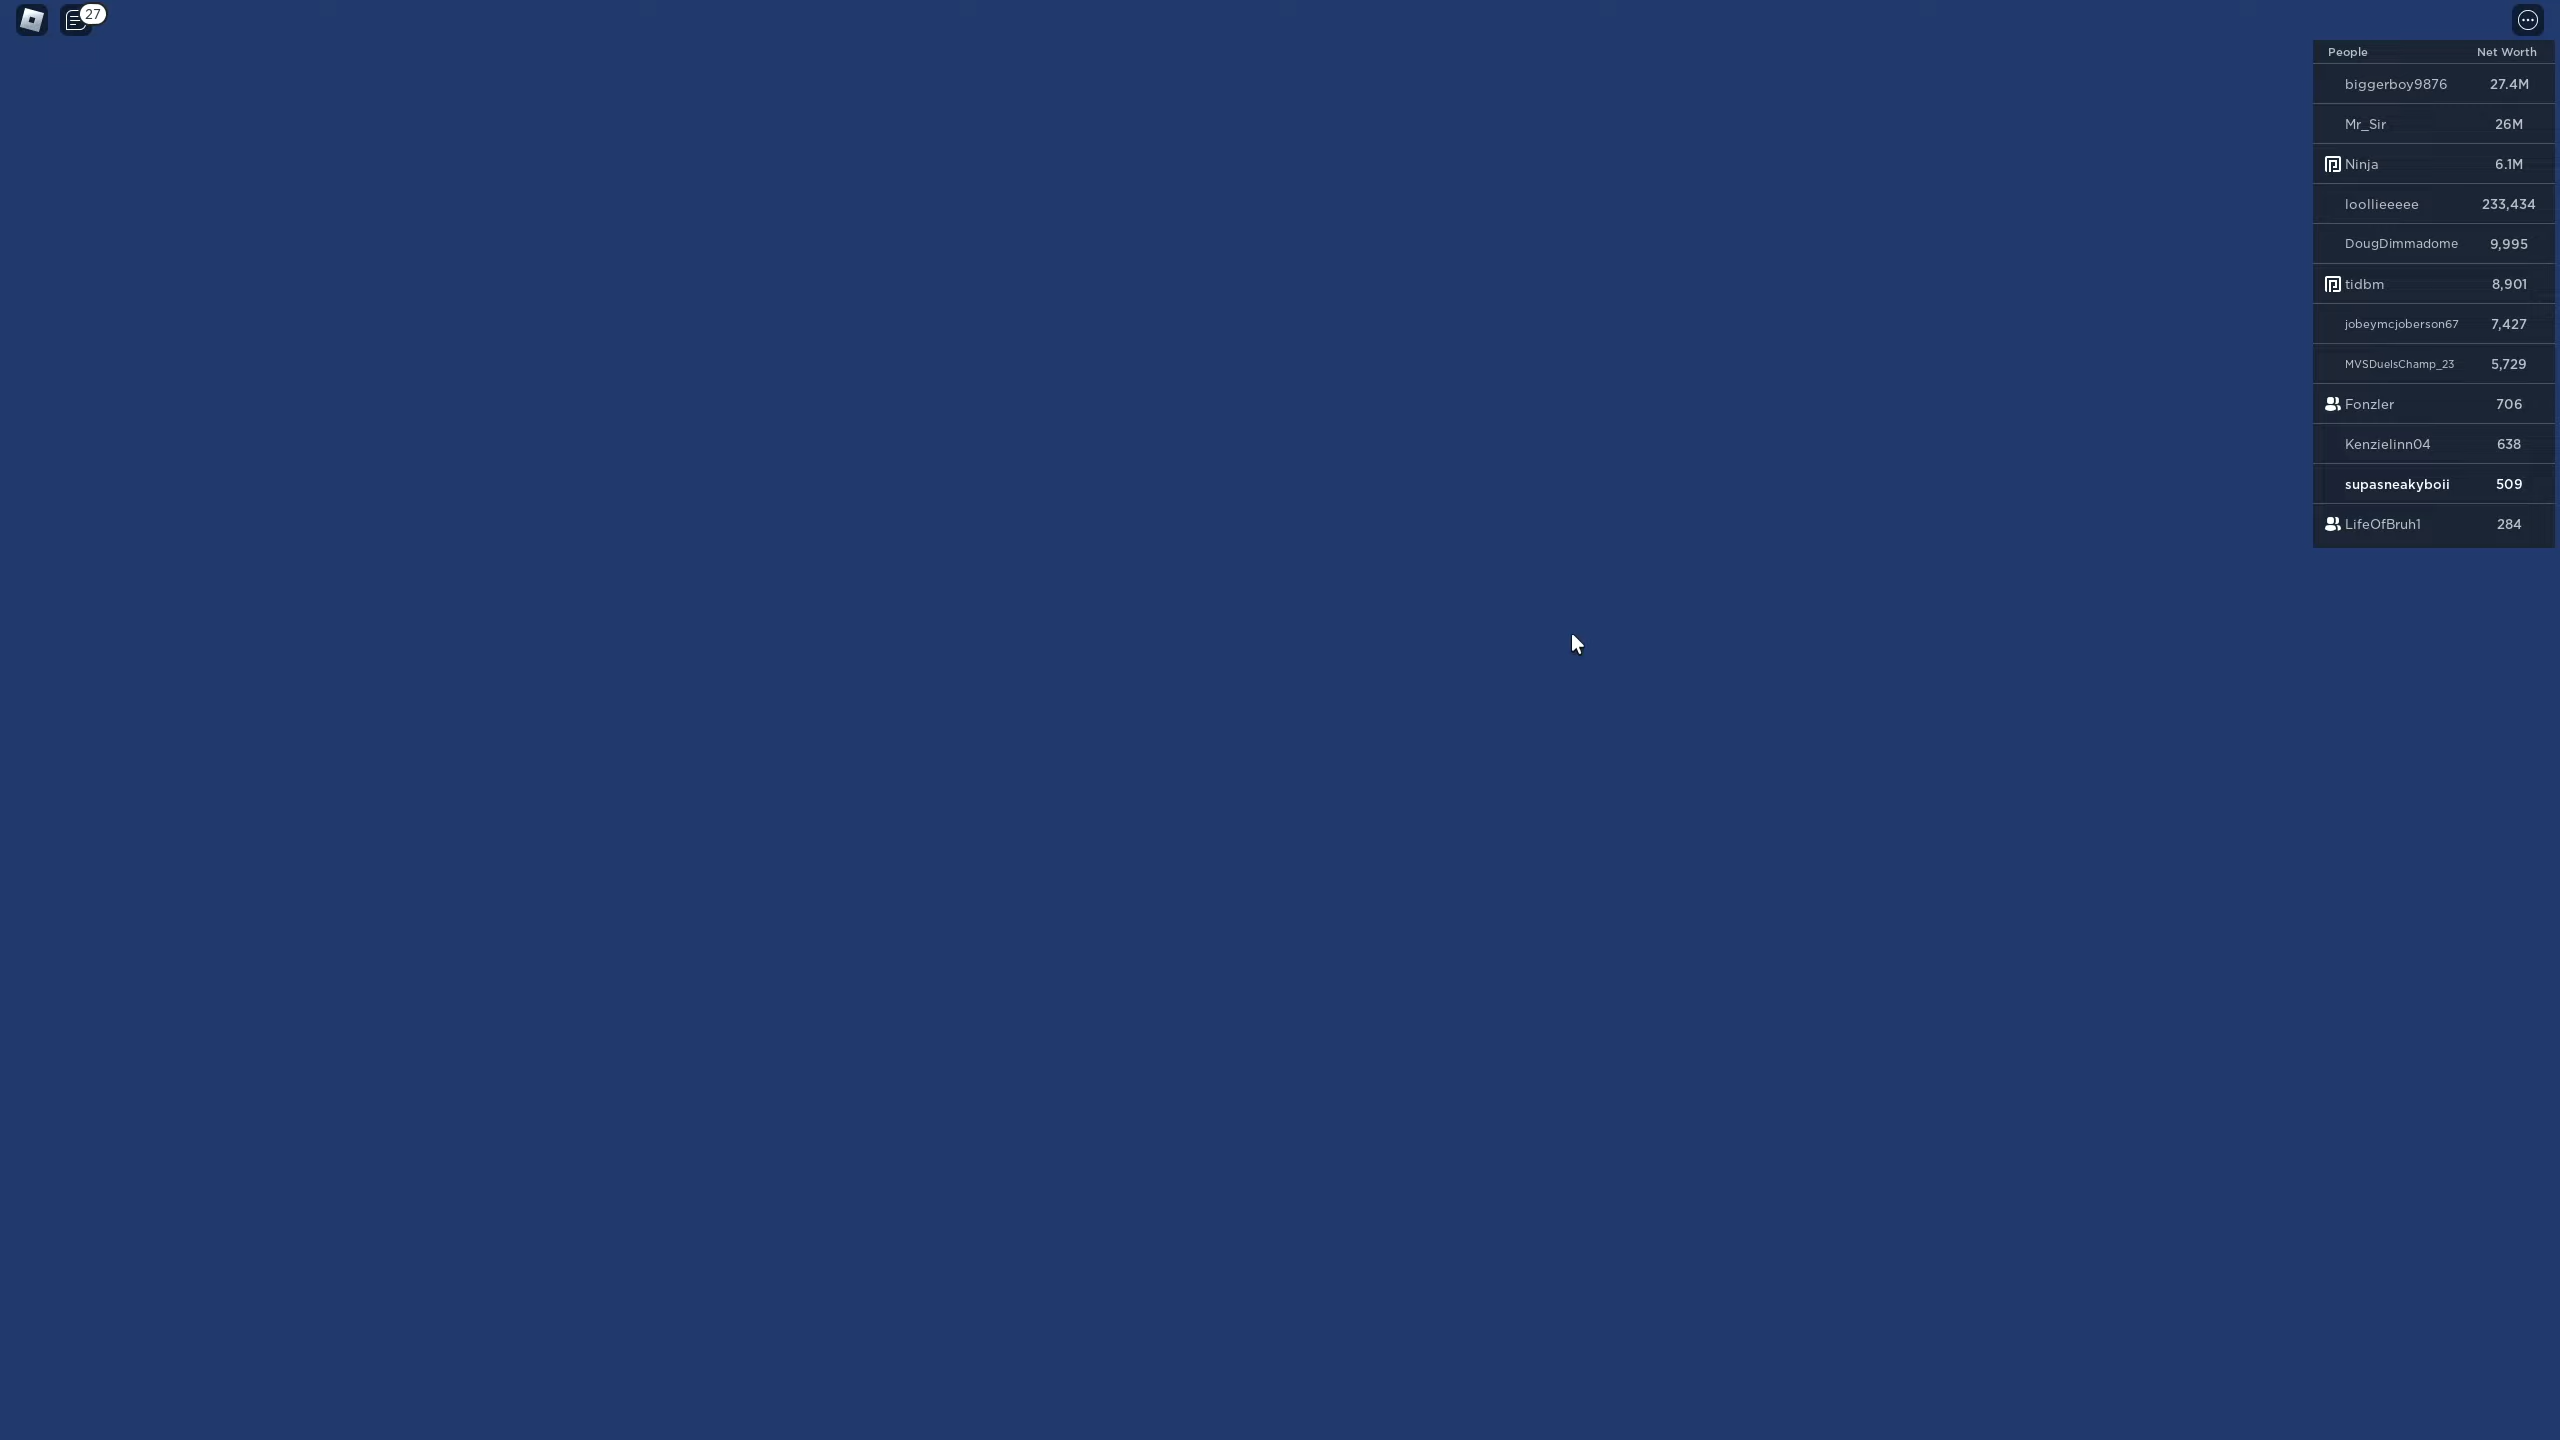 27
People Net Worth
biggerboy9876 27.4M
Mr_Sir 26M
Ninja 6.1M
loollieeeee 233,434
DougDimmadome 9,995
tidbm 8,901
jobeymcjoberson67 7,427
MVSDuelsChamp_23 5,729
Fonzler 706
Kenzielinn04 638
supasneakyboii 509
LifeOfBruh1 284